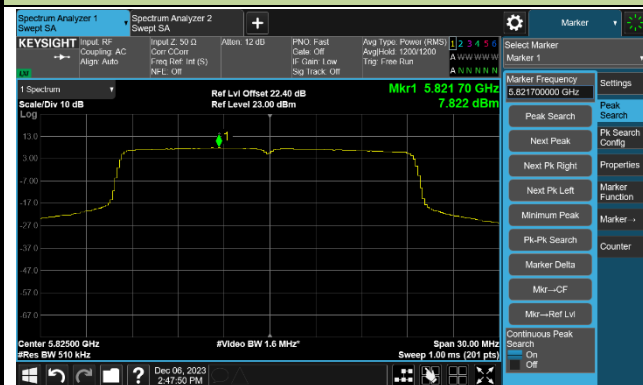 Spectrum Analyzer 1
Swept SA
Spectrum Analyzer 2
Swept SA
+
Marker
KEYSIGHT
Input: RF
Coupling: AC
Align: Auto
Input Z: 50 Ω
Corr CCorr
Freq Ref: Int (S)
NFE: Off
Atten: 12 dB
PNO: Fast
Gate: Off
IF Gain: Low
Sig Track: Off
Avg Type: Power (RMS)
Avg|Hold: 1200/1200
Trig: Free Run
1 2 3 4 5 6
A W W W W W
A N N N N N
LXI
Select Marker
Marker 1
1 Spectrum
Scale/Div 10 dB
Log
Ref Lvl Offset 22.40 dB
Ref Level 23.00 dBm
Mkr1 5.821 70 GHz
7.822 dBm
13.0
3.00
-7.00
-17.0
-27.0
-37.0
-47.0
-57.0
-67.0
1
Center 5.82500 GHz
#Res BW 510 kHz
#Video BW 1.6 MHz*
Span 30.00 MHz
Sweep 1.00 ms (201 pts)
Marker Frequency
5.821700000 GHz
Peak Search
Next Peak
Next Pk Right
Next Pk Left
Minimum Peak
Pk-Pk Search
Marker Delta
Mkr→CF
Mkr→Ref Lvl
Continuous Peak
Search
On
Off
Settings
Peak
Search
Pk Search
Config
Properties
Marker
Function
Marker→
Counter
?
Dec 06, 2023
2:47:50 PM